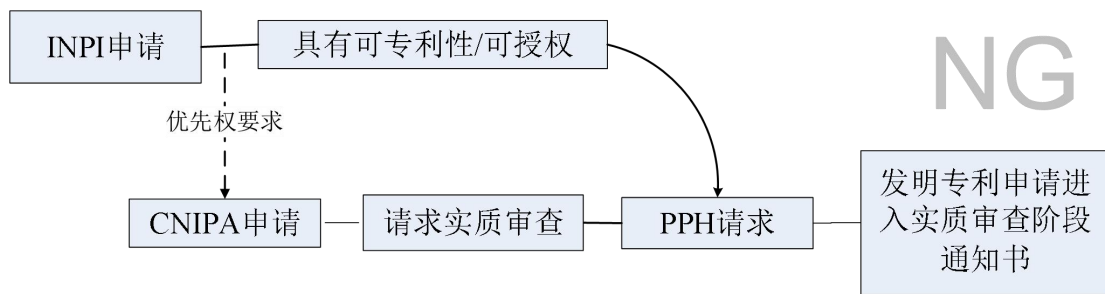 INPI申请
具有可专利性/可授权
NG
优先权要求
CNIPA申请
请求实质审查
PPH请求
发明专利申请进
入实质审查阶段
通知书